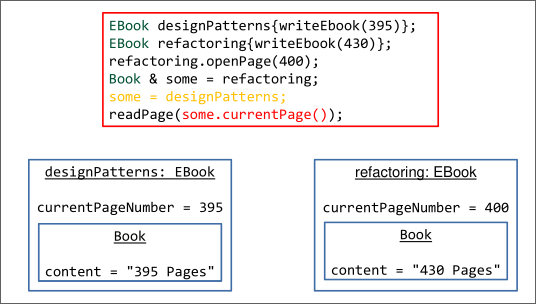 EBook designPatterns{writeEbook(395)};
EBook refactoring{writeEbook(430)};
refactoring.openPage(400);
Book & some = refactoring;
some = designPatterns;
readPage(some.currentPage());
designPatterns: EBook
currentPageNumber = 395
Book
content = "395 Pages"
refactoring: EBook
currentPageNumber = 400
Book
content = "430 Pages"